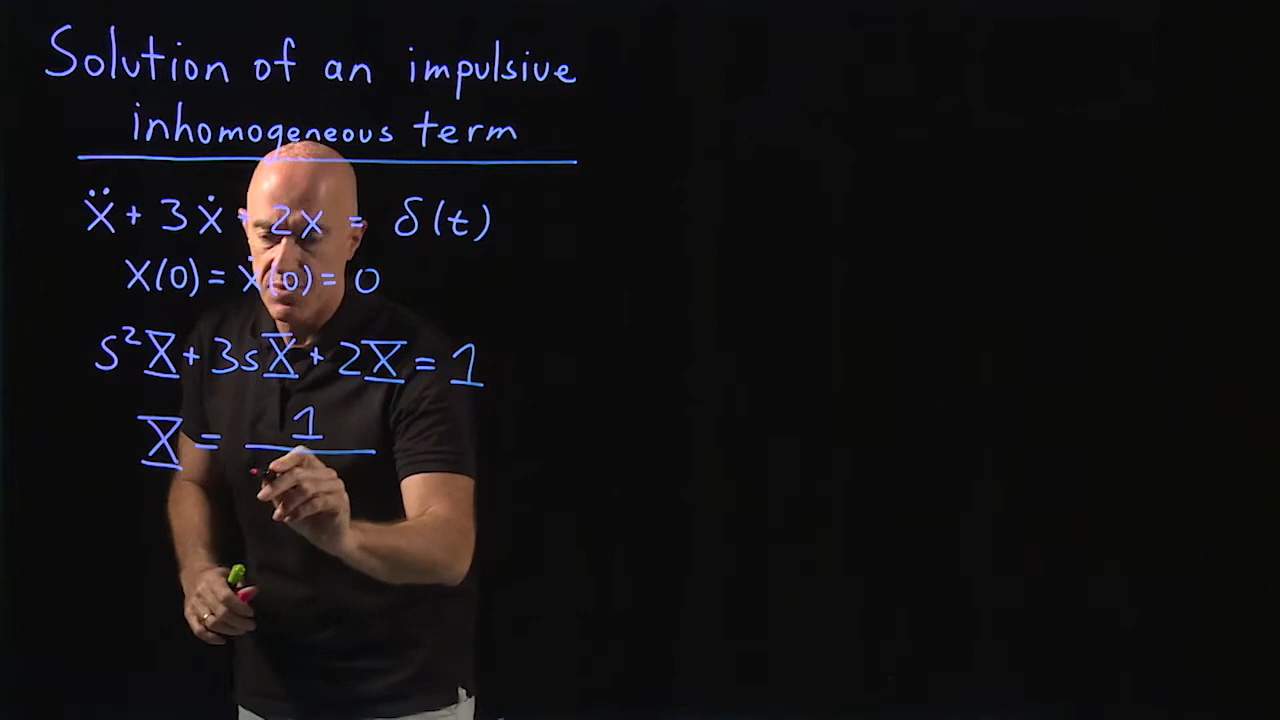 Solution of an impulsive
inhomogeneous term
ẍ + 3ẋ + 2x = δ(t)
x(0) = ẋ(0) = 0
s²X + 3sX + 2X = 1
X = 1